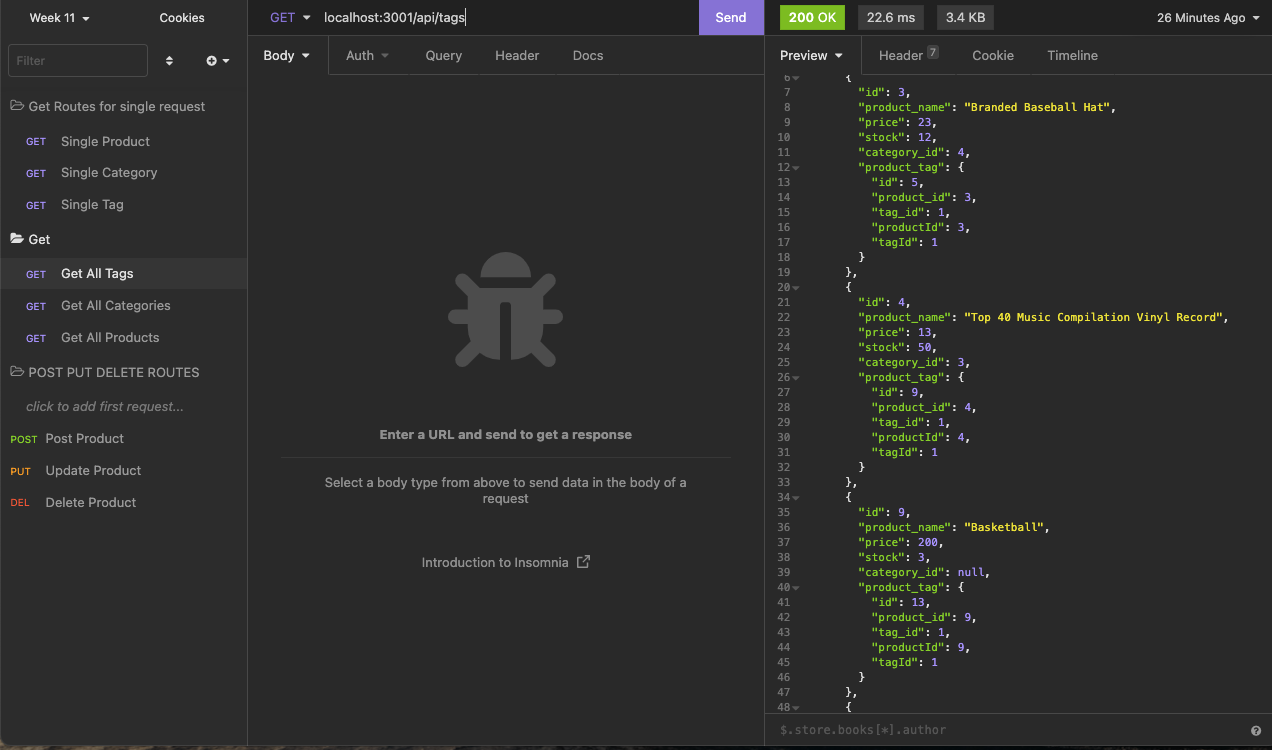 Week 11
Cookies
Filter
Get Routes for single request
GET Single Product
GET Single Category
GET Single Tag
Get
GET Get All Tags
GET Get All Categories
GET Get All Products
POST PUT DELETE ROUTES
click to add first request...
POST Post Product
PUT Update Product
DEL Delete Product
GET localhost:3001/api/tags Send
Body Auth Query Header Docs
Enter a URL and send to get a response
Select a body type from above to send data in the body of a
request
Introduction to Insomnia
200 OK 22.6 ms 3.4 KB 26 Minutes Ago
Preview Header 7 Cookie Timeline
6 {
7 "id": 3,
8 "product_name": "Branded Baseball Hat",
9 "price": 23,
10 "stock": 12,
11 "category_id": 4,
12 "product_tag": {
13 "id": 5,
14 "product_id": 3,
15 "tag_id": 1,
16 "productId": 3,
17 "tagId": 1
18 }
19 },
20 {
21 "id": 4,
22 "product_name": "Top 40 Music Compilation Vinyl Record",
23 "price": 13,
24 "stock": 50,
25 "category_id": 3,
26 "product_tag": {
27 "id": 9,
28 "product_id": 4,
29 "tag_id": 1,
30 "productId": 4,
31 "tagId": 1
32 }
33 },
34 {
35 "id": 9,
36 "product_name": "Basketball",
37 "price": 200,
38 "stock": 3,
39 "category_id": null,
40 "product_tag": {
41 "id": 13,
42 "product_id": 9,
43 "tag_id": 1,
44 "productId": 9,
45 "tagId": 1
46 }
47 },
48 {
$.store.books[*].author